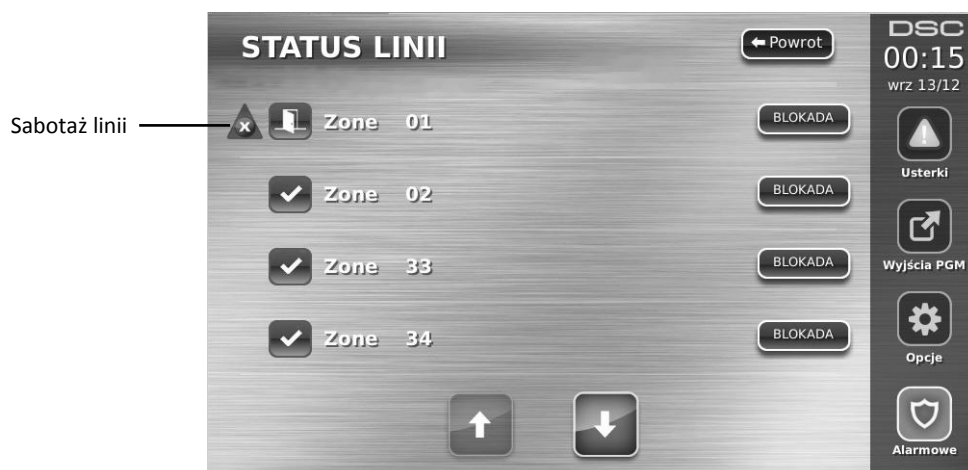 STATUS LINII
Powrot
DSC
00:15
wrz 13/12
Sabotaż linii
x
Zone 01
BLOKADA
Usterki
Zone 02
BLOKADA
Wyjścia PGM
Zone 33
BLOKADA
Zone 34
BLOKADA
Opcje
Alarmowe